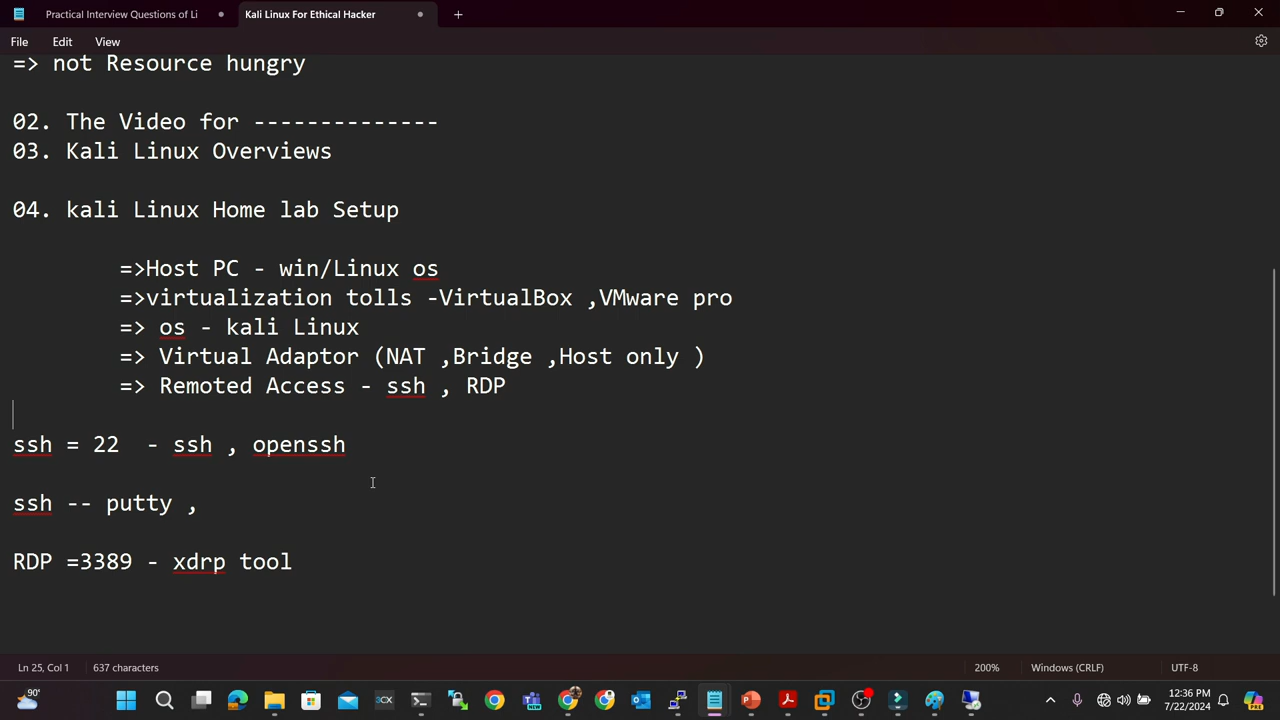 Practical Interview Questions of Li
Kali Linux For Ethical Hacker
File Edit View
=> not Resource hungry
02. The Video for --------------
03. Kali Linux Overviews
04. kali Linux Home lab Setup
=>Host PC - win/Linux os
=>virtualization tolls -VirtualBox ,VMware pro
=> os - kali Linux
=> Virtual Adaptor (NAT ,Bridge ,Host only )
=> Remoted Access - ssh , RDP
ssh = 22  - ssh , openssh
ssh -- putty ,
RDP =3389 - xdrp tool
Ln 25, Col 1 637 characters 200% Windows (CRLF) UTF-8
90°
12:36 PM
7/22/2024